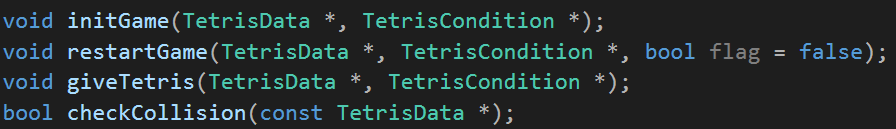 void initGame(TetrisData *, TetrisCondition *);
void restartGame(TetrisData *, TetrisCondition *, bool flag = false);
void giveTetris(TetrisData *, TetrisCondition *);
bool checkCollision(const TetrisData *);